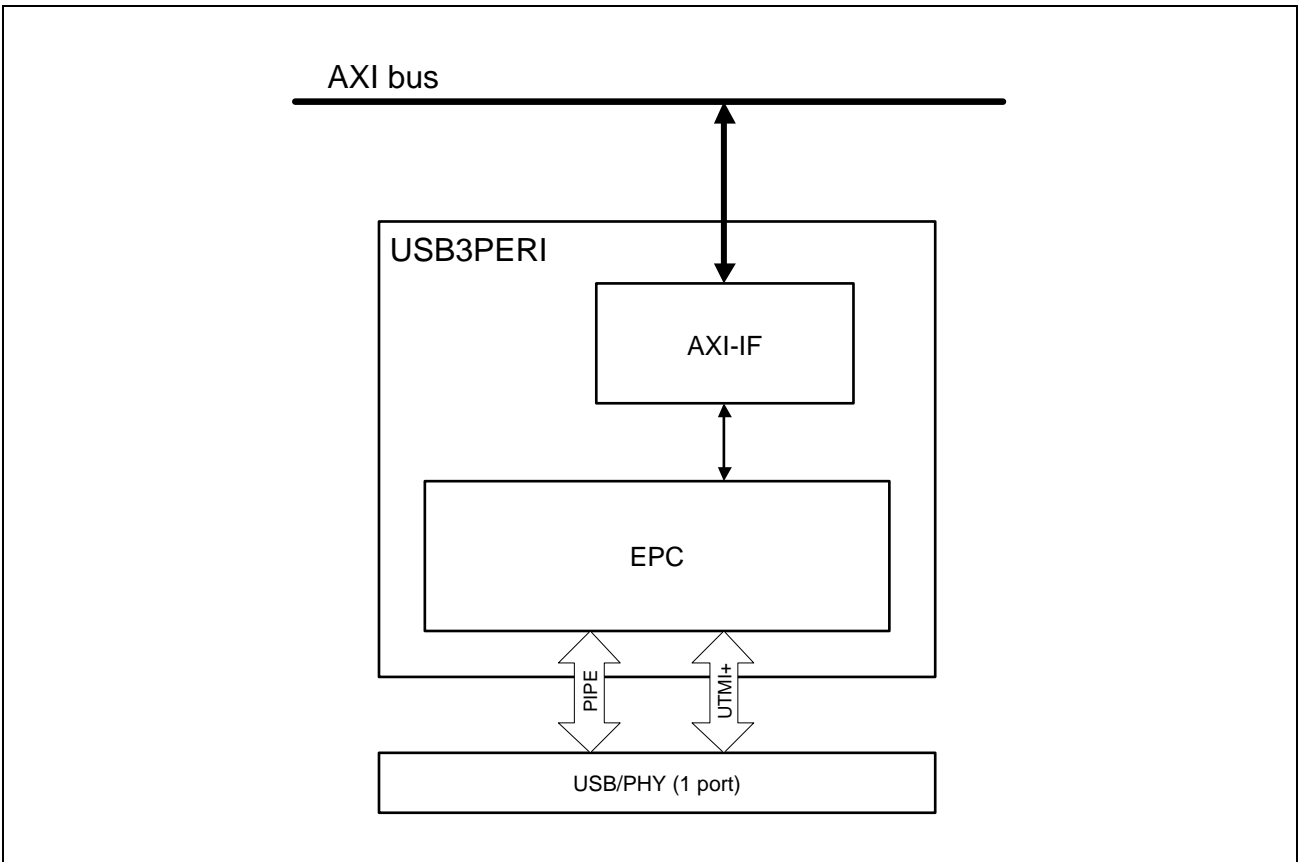 AXI bus
USB3PERI
AXI-IF
EPC
PIPE
UTMI+
USB/PHY (1 port)